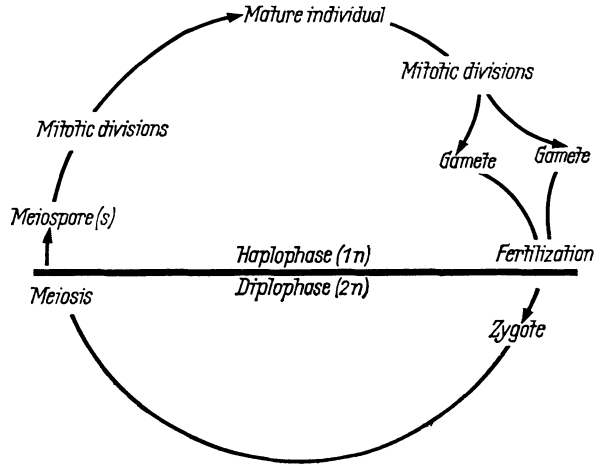 Mature individual
Mitotic divisions
Mitotic divisions
Gamete
Gamete
Meiospore(s)
Haplophase (1n)
Fertilization
Diplophase (2n)
Meiosis
Zygote